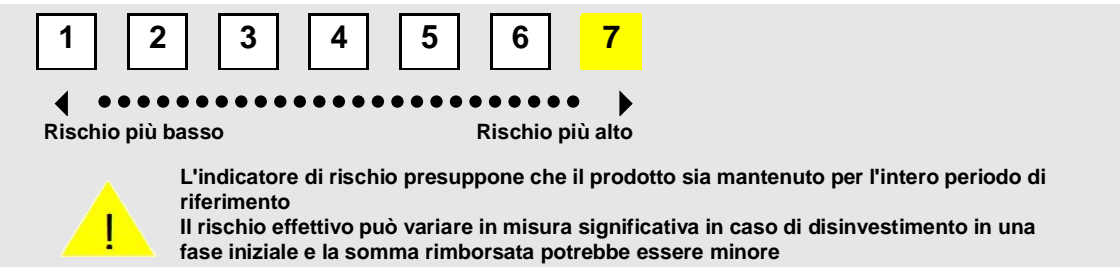 1 2 3 4 5 6 7
Rischio più basso Rischio più alto
L'indicatore di rischio presuppone che il prodotto sia mantenuto per l'intero periodo di
riferimento
Il rischio effettivo può variare in misura significativa in caso di disinvestimento in una
fase iniziale e la somma rimborsata potrebbe essere minore
!